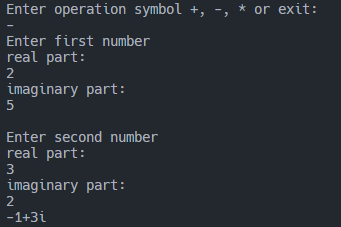 Enter operation symbol +, -, * or exit:
-
Enter first number
real part:
2
imaginary part:
5

Enter second number
real part:
3
imaginary part:
2
-1+3i